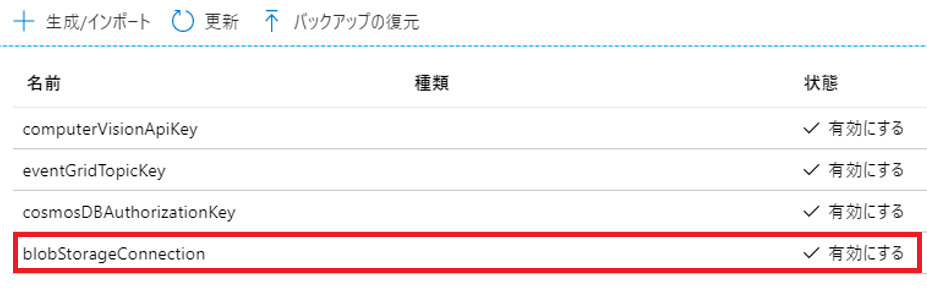 生成/インポート 更新 バックアップの復元
名前 種類 状態
computerVisionApiKey 有効にする
eventGridTopicKey 有効にする
cosmosDBAuthorizationKey 有効にする
blobStorageConnection 有効にする